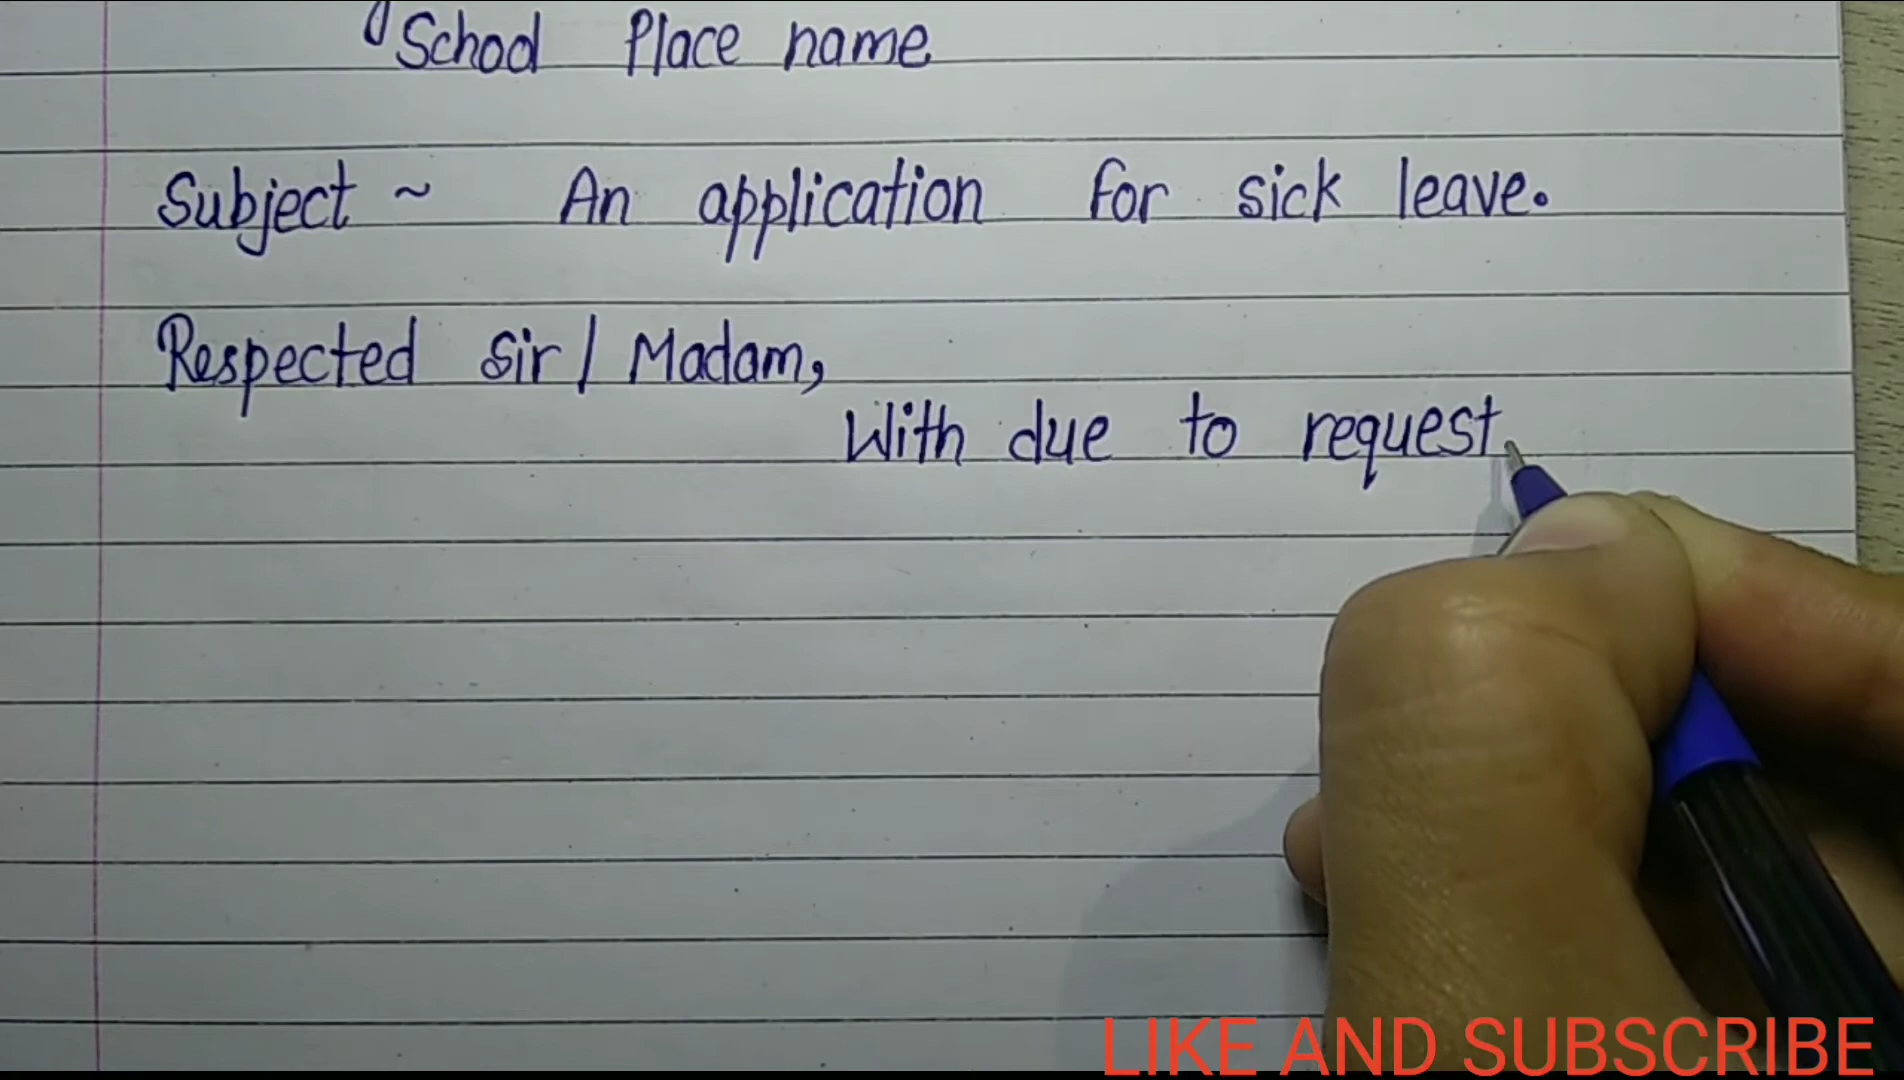 School Place name
Subject ~ An application for sick leave.
Respected Sir / Madam,
With due to request
LIKE AND SUBSCRIBE